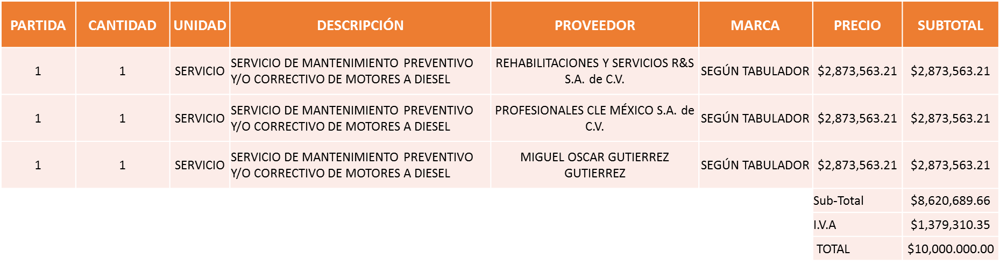 PARTIDA CANTIDAD UNIDAD DESCRIPCIÓN PROVEEDOR MARCA PRECIO SUBTOTAL
1 1 SERVICIO SERVICIO DE MANTENIMIENTO PREVENTIVO Y/O CORRECTIVO DE MOTORES A DIESEL REHABILITACIONES Y SERVICIOS R&S S.A. de C.V. SEGÚN TABULADOR $2,873,563.21 $2,873,563.21
1 1 SERVICIO SERVICIO DE MANTENIMIENTO PREVENTIVO Y/O CORRECTIVO DE MOTORES A DIESEL PROFESIONALES CLE MÉXICO S.A. de C.V. SEGÚN TABULADOR $2,873,563.21 $2,873,563.21
1 1 SERVICIO SERVICIO DE MANTENIMIENTO PREVENTIVO Y/O CORRECTIVO DE MOTORES A DIESEL MIGUEL OSCAR GUTIERREZ GUTIERREZ SEGÚN TABULADOR $2,873,563.21 $2,873,563.21
Sub-Total $8,620,689.66
I.V.A $1,379,310.35
TOTAL $10,000.000.00